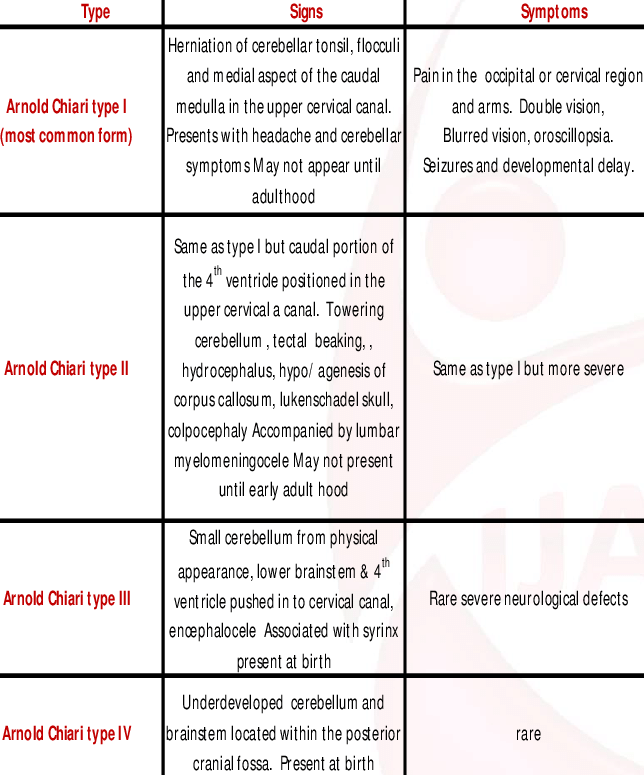 Type Signs Symptoms
Arnold Chiari type I
(most common form)
Herniation of cerebellar tonsil, flocculi
and medial aspect of the caudal
medulla in the upper cervical canal.
Presents with headache and cerebellar
symptoms May not appear until
adulthood
Pain in the occipital or cervical region
and arms. Double vision,
Blurred vision, oroscillopsia.
Seizures and developmental delay.
Arnold Chiari type II
Same as type I but caudal portion of
the 4th ventricle positioned in the
upper cervical a canal. Towering
cerebellum , tectal beaking, ,
hydrocephalus, hypo/ agenesis of
corpus callosum, lukenschadel skull,
colpocephaly Accompanied by lumbar
myelomeningocele May not present
until early adult hood
Same as type I but more severe
Arnold Chiari type III
Small cerebellum from physical
appearance, lower brainstem & 4th
ventricle pushed in to cervical canal,
encephalocele Associated with syrinx
present at birth
Rare severe neurological defects
Arnold Chiari type IV
Underdeveloped cerebellum and
brainstem located within the posterior
cranial fossa. Present at birth
rare
IJA